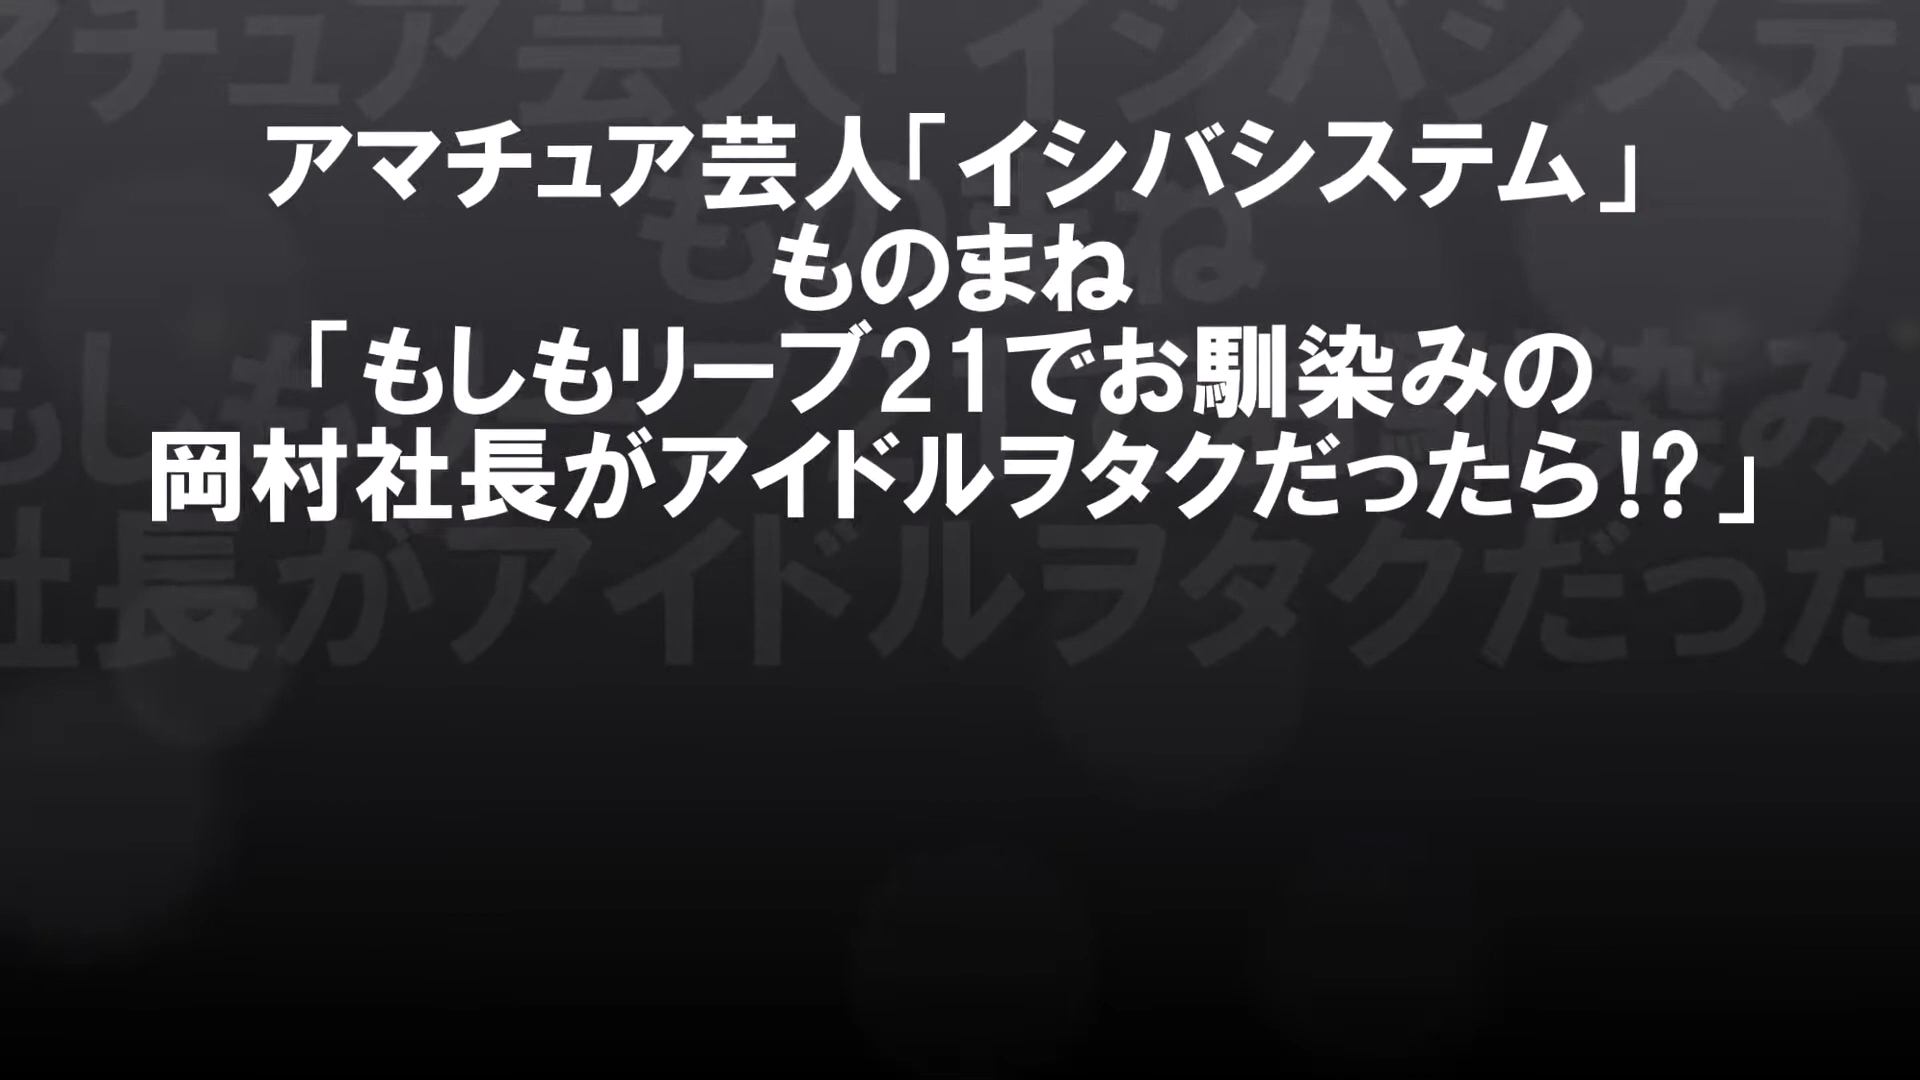 アマチュア芸人「イシバシステム」
ものまね
「もしもリーブ21でお馴染みの
岡村社長がアイドルヲタクだったら!?」